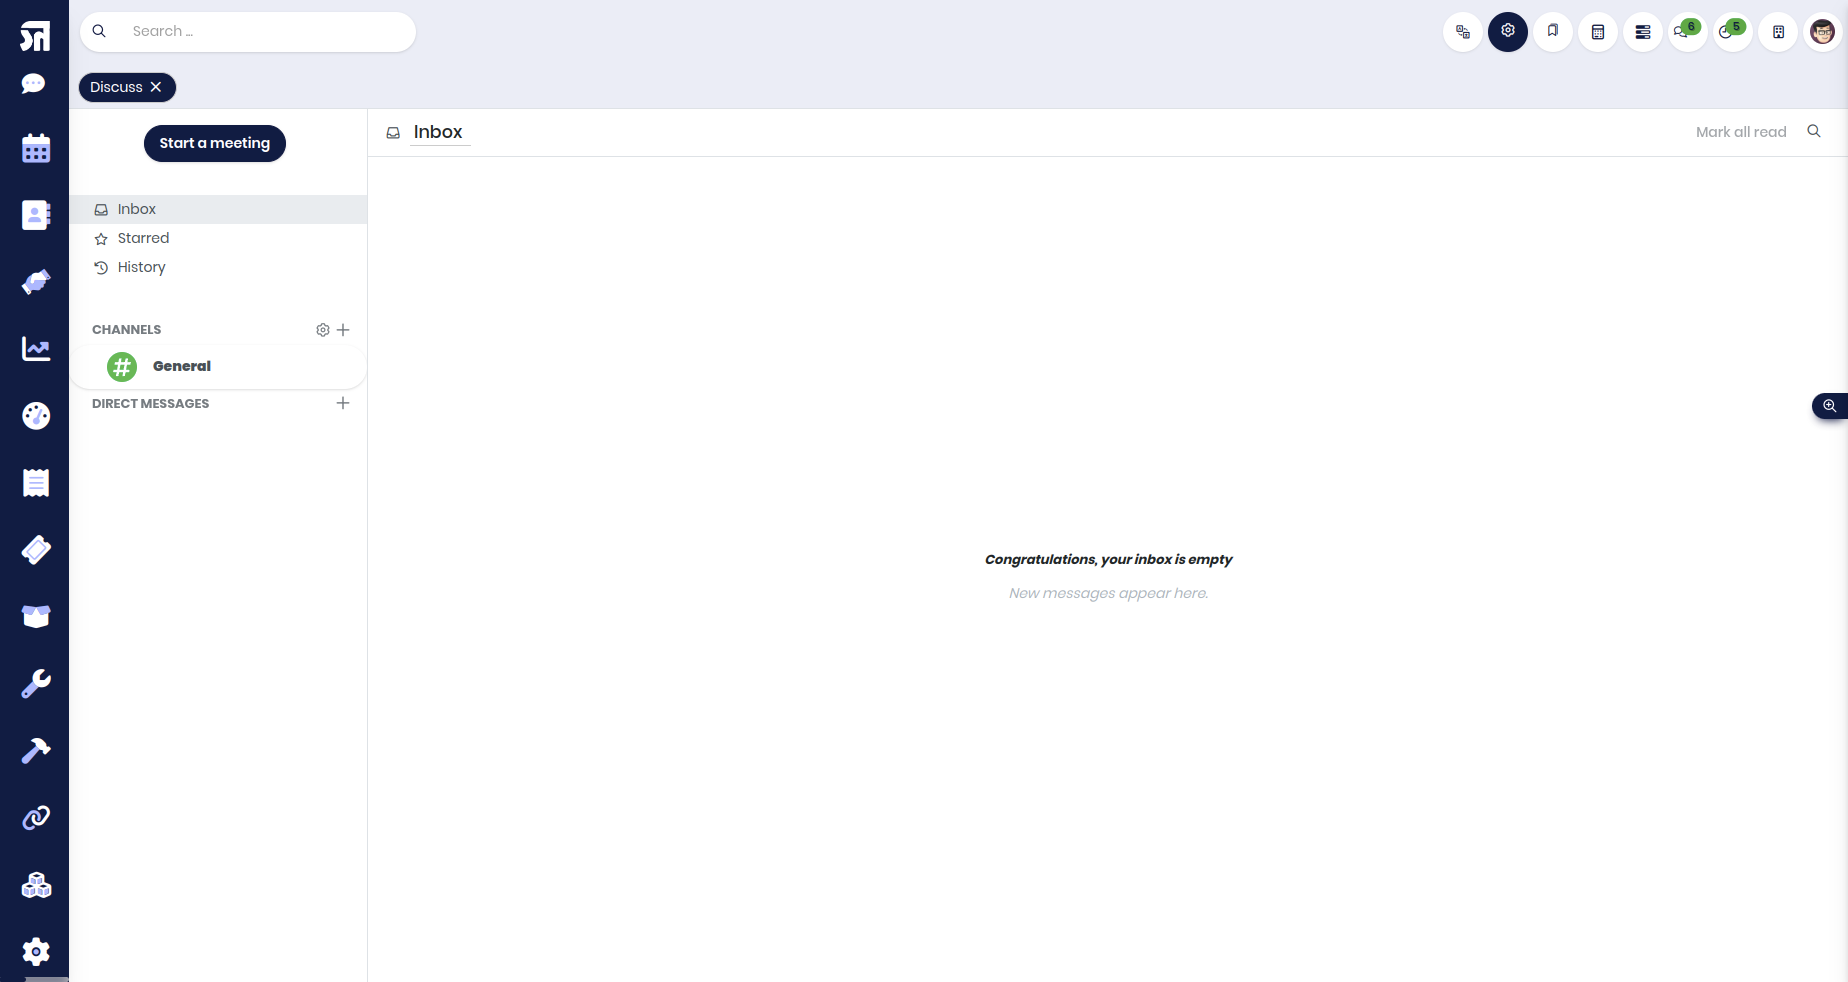 Search ...
6
5
Discuss
Start a meeting
Inbox
Mark all read
Inbox
Starred
History
CHANNELS
General
DIRECT MESSAGES
Congratulations, your inbox is empty
New messages appear here.